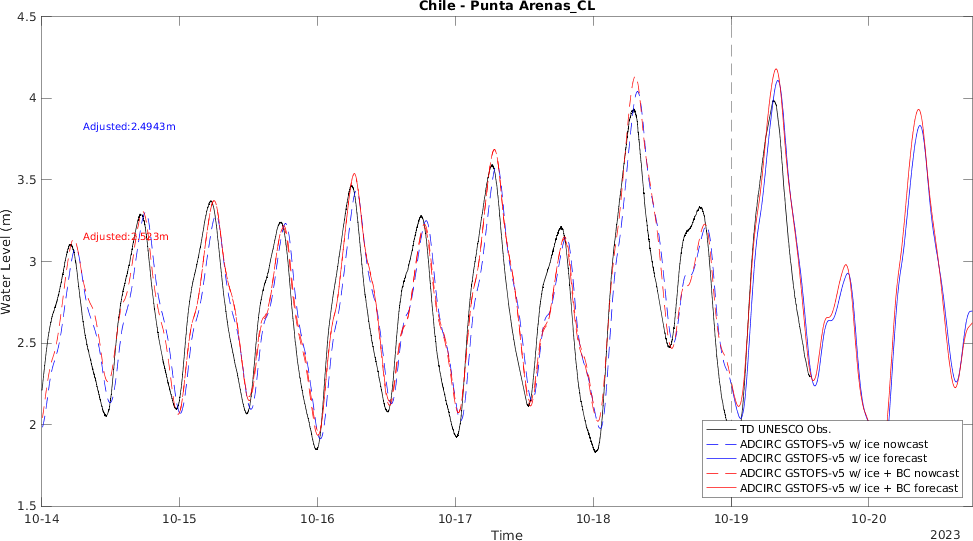 Chile - Punta Arenas_CL
Water Level (m)
4.5
4
3.5
3
2.5
2
1.5
Adjusted:2.4943m
Adjusted:2.523m
TD UNESCO Obs.
ADCIRC GSTOFS-v5 w/ ice nowcast
ADCIRC GSTOFS-v5 w/ ice forecast
ADCIRC GSTOFS-v5 w/ ice + BC nowcast
ADCIRC GSTOFS-v5 w/ ice + BC forecast
10-14 10-15 10-16 10-17 10-18 10-19 10-20
Time
2023